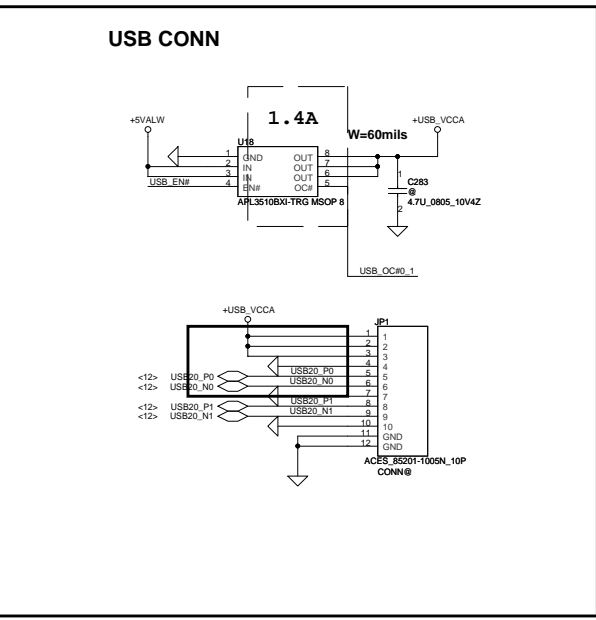 USB CONN
1.4A
+5VALW
+USB_VCCA
W=60mils
U18
1 GND OUT 8
2 IN OUT 7
3 IN OUT 6
4 EN# OC# 5
USB_EN#
APL3510BXI-TRG MSOP 8
1
C283
@
4.7U_0805_10V4Z
2
USB_OC#0_1
+USB_VCCA
JP1
1 1
2 2
3 3
4 4
<12> USB20_P0 USB20_P0 5 5
<12> USB20_N0 USB20_N0 6 6
7 7
<12> USB20_P1 USB20_P1 8 8
<12> USB20_N1 USB20_N1 9 9
10 10
11 GND
12 GND
ACES_85201-1005N_10P
CONN@